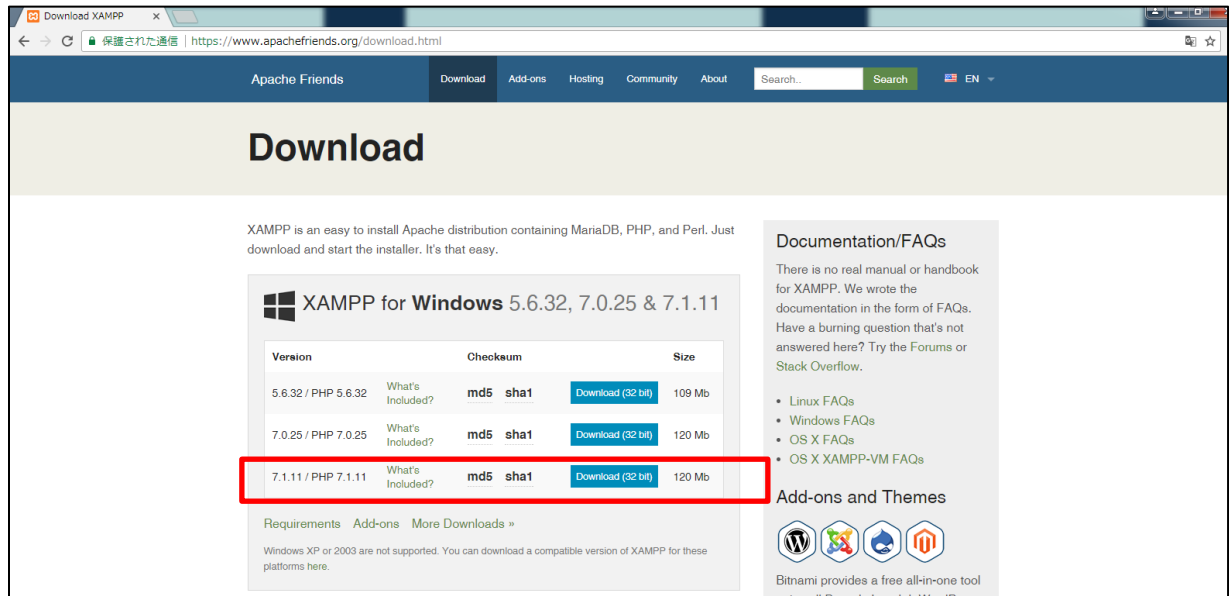 Download XAMPP
保護された通信 | https://www.apachefriends.org/download.html
Apache Friends Download Add-ons Hosting Community About Search.. Search EN
Download
XAMPP is an easy to install Apache distribution containing MariaDB, PHP, and Perl. Just
download and start the installer. It's that easy.
XAMPP for Windows 5.6.32, 7.0.25 & 7.1.11
Version Checksum Size
5.6.32 / PHP 5.6.32 What's Included? md5 sha1 Download (32 bit) 109 Mb
7.0.25 / PHP 7.0.25 What's Included? md5 sha1 Download (32 bit) 120 Mb
7.1.11 / PHP 7.1.11 What's Included? md5 sha1 Download (32 bit) 120 Mb
Requirements Add-ons More Downloads »
Windows XP or 2003 are not supported. You can download a compatible version of XAMPP for these
platforms here.
Documentation/FAQs
There is no real manual or handbook
for XAMPP. We wrote the
documentation in the form of FAQs.
Have a burning question that's not
answered here? Try the Forums or
Stack Overflow.
• Linux FAQs
• Windows FAQs
• OS X FAQs
• OS X XAMPP-VM FAQs
Add-ons and Themes
Bitnami provides a free all-in-one tool